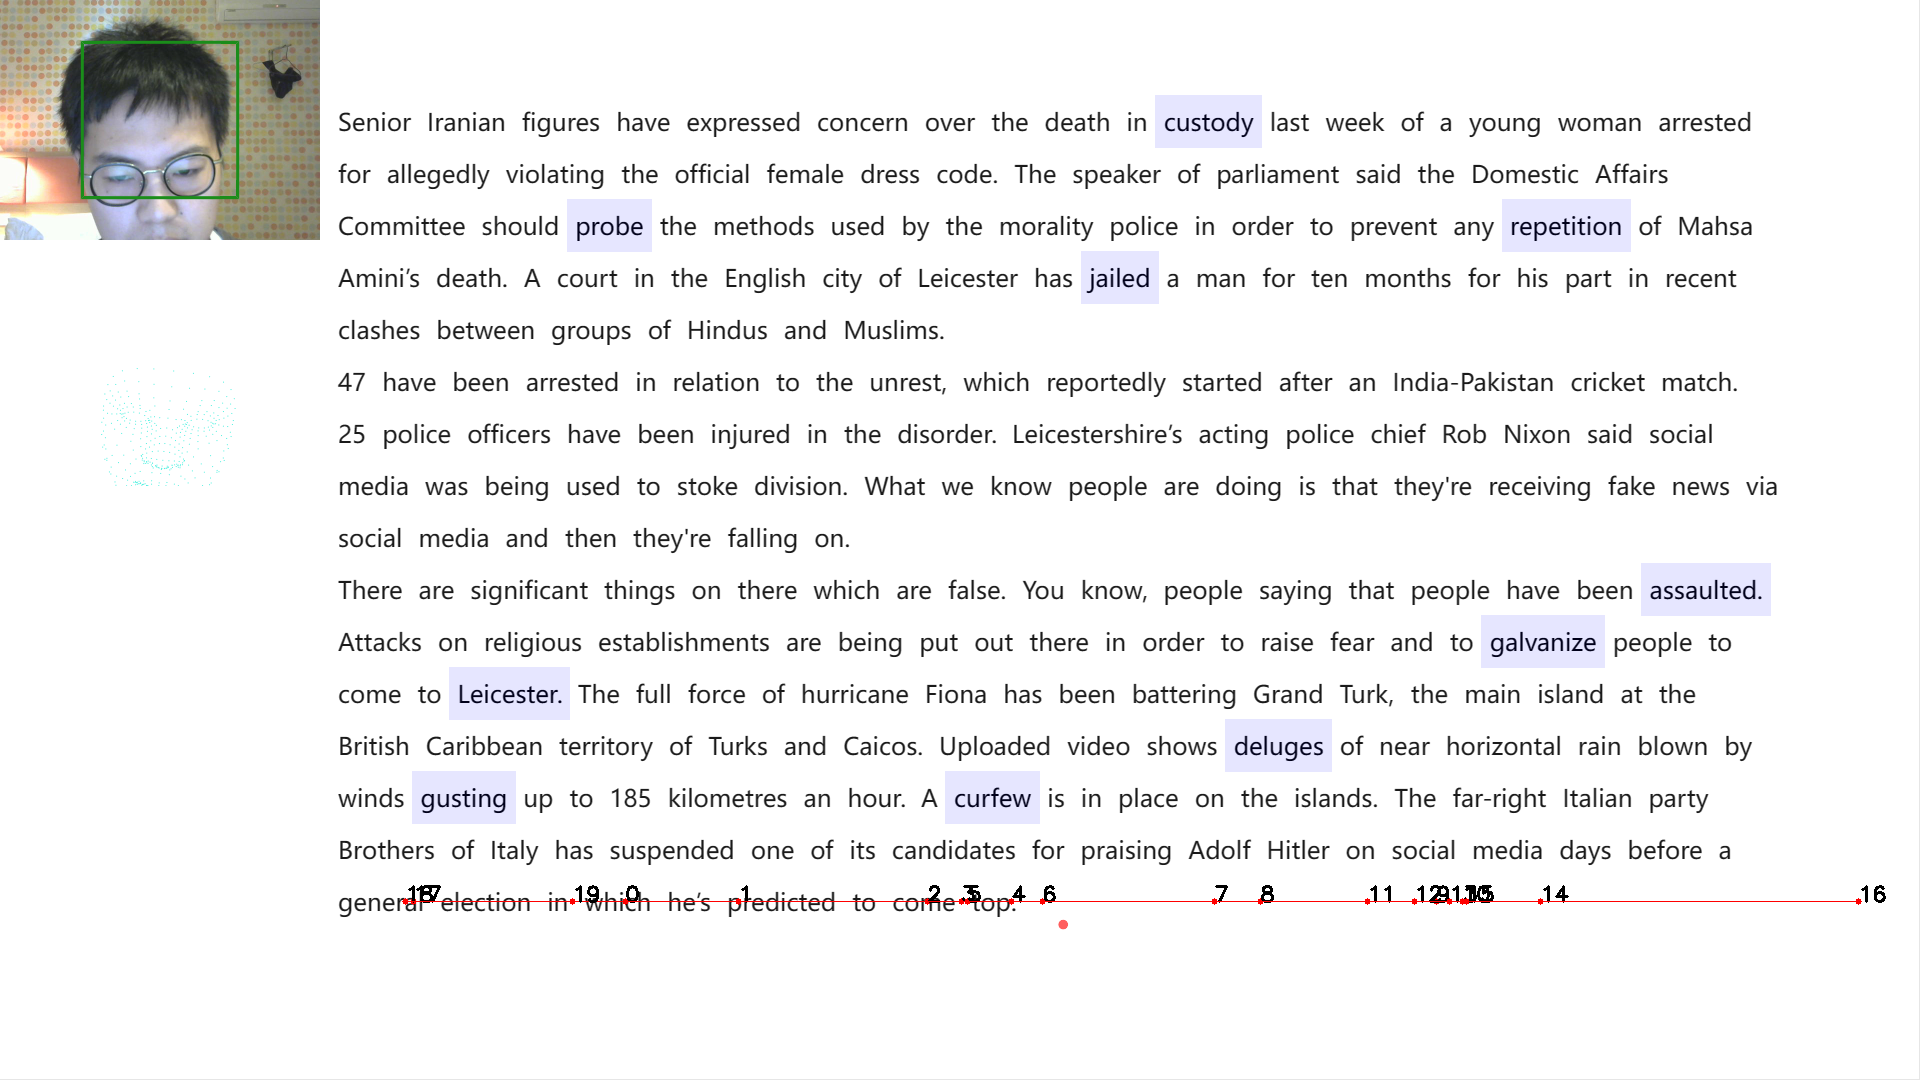 Senior Iranian figures have expressed concern over the death in custody last week of a young woman arrested
for allegedly violating the official female dress code. The speaker of parliament said the Domestic Affairs
Committee should probe the methods used by the morality police in order to prevent any repetition of Mahsa
Amini’s death. A court in the English city of Leicester has jailed a man for ten months for his part in recent
clashes between groups of Hindus and Muslims.
47 have been arrested in relation to the unrest, which reportedly started after an India-Pakistan cricket match.
25 police officers have been injured in the disorder. Leicestershire’s acting police chief Rob Nixon said social
media was being used to stoke division. What we know people are doing is that they're receiving fake news via
social media and then they're falling on.
There are significant things on there which are false. You know, people saying that people have been assaulted.
Attacks on religious establishments are being put out there in order to raise fear and to galvanize people to
come to Leicester. The full force of hurricane Fiona has been battering Grand Turk, the main island at the
British Caribbean territory of Turks and Caicos. Uploaded video shows deluges of near horizontal rain blown by
winds gusting up to 185 kilometres an hour. A curfew is in place on the islands. The far-right Italian party
Brothers of Italy has suspended one of its candidates for praising Adolf Hitler on social media days before a
general election in which he’s predicted to come top.
18 17 19 0 1 2 4 6 7 8 11 12 14 16